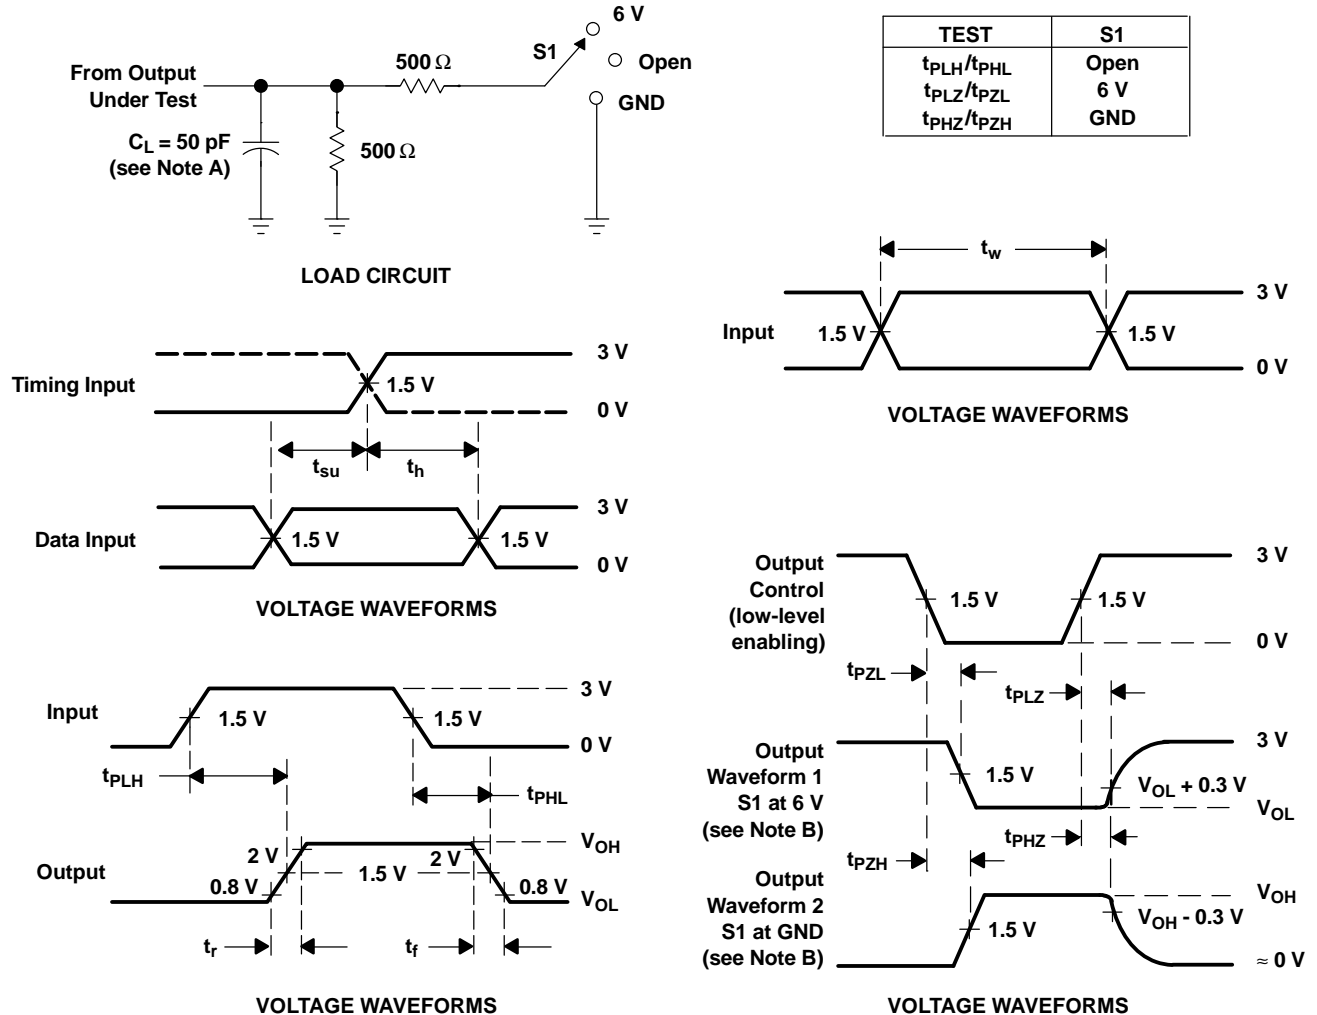 6 V
S1
Open
GND
500 Ω
From Output
Under Test
C_L = 50 pF
(see Note A)
500 Ω
LOAD CIRCUIT
TEST S1
t_PLH/t_PHL Open
t_PLZ/t_PZL 6 V
t_PHZ/t_PZH GND
t_w
3 V
Input
1.5 V
1.5 V
0 V
VOLTAGE WAVEFORMS
3 V
Timing Input
1.5 V
0 V
t_su
t_h
3 V
Data Input
1.5 V
1.5 V
0 V
VOLTAGE WAVEFORMS
3 V
Input
1.5 V
1.5 V
0 V
t_PLH
t_PHL
V_OH
2 V
2 V
Output
1.5 V
0.8 V
0.8 V
V_OL
t_r
t_f
VOLTAGE WAVEFORMS
3 V
Output
Control
(low-level
enabling)
1.5 V
1.5 V
0 V
t_PZL
t_PLZ
3 V
Output
Waveform 1
S1 at 6 V
(see Note B)
1.5 V
V_OL + 0.3 V
V_OL
t_PHZ
t_PZH
Output
Waveform 2
S1 at GND
(see Note B)
V_OH
1.5 V
V_OH - 0.3 V
≈ 0 V
VOLTAGE WAVEFORMS